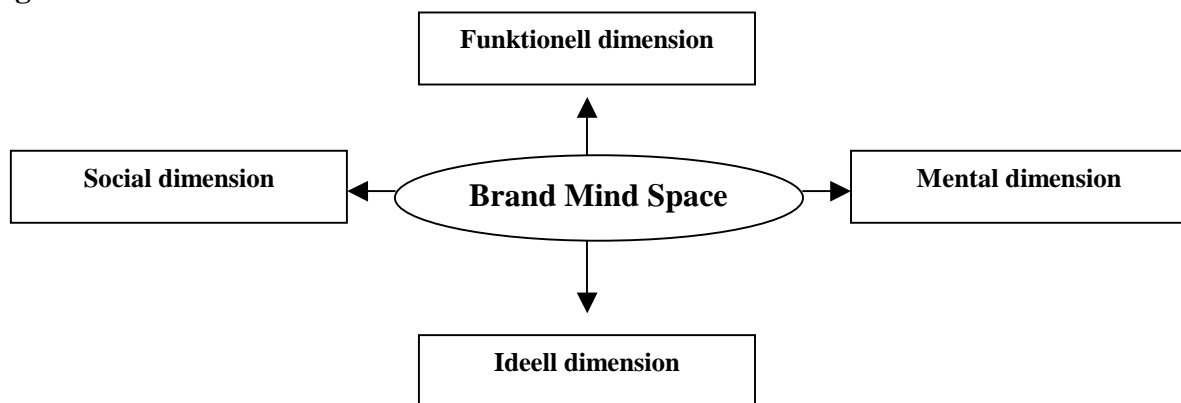 Funktionell dimension
Social dimension
Brand Mind Space
Mental dimension
Ideell dimension